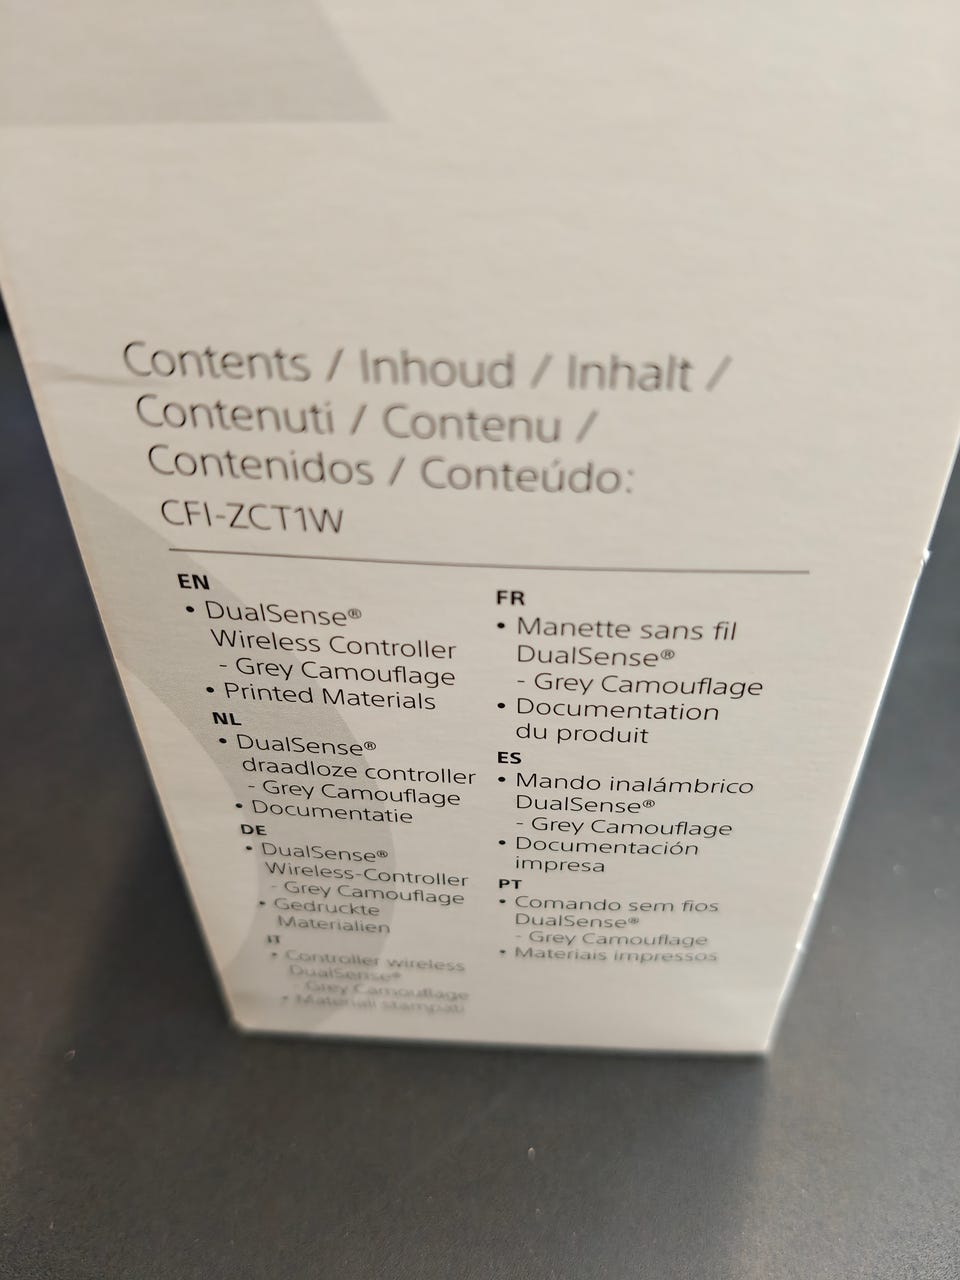 Contents / Inhoud / Inhalt /
Contenuti / Contenu /
Contenidos / Conteúdo:
CFI-ZCT1W
EN
• DualSense®
Wireless Controller
- Grey Camouflage
• Printed Materials
NL
• DualSense®
draadloze controller
- Grey Camouflage
• Documentatie
DE
• DualSense®
Wireless-Controller
- Grey Camouflage
• Gedruckte
Materialien
IT
• Controller wireless
DualSense®
- Grey Camouflage
• Materiali stampati
FR
• Manette sans fil
DualSense®
- Grey Camouflage
• Documentation
du produit
ES
• Mando inalámbrico
DualSense®
- Grey Camouflage
• Documentación
impresa
PT
• Comando sem fios
DualSense®
- Grey Camouflage
• Materiais impressos